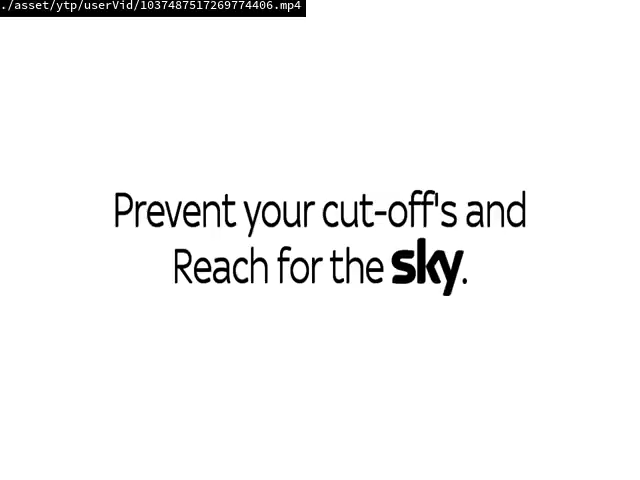 ./asset/ytp/userVid/1037487517269774406.mp4
Prevent your cut-off's and
Reach for the sky.